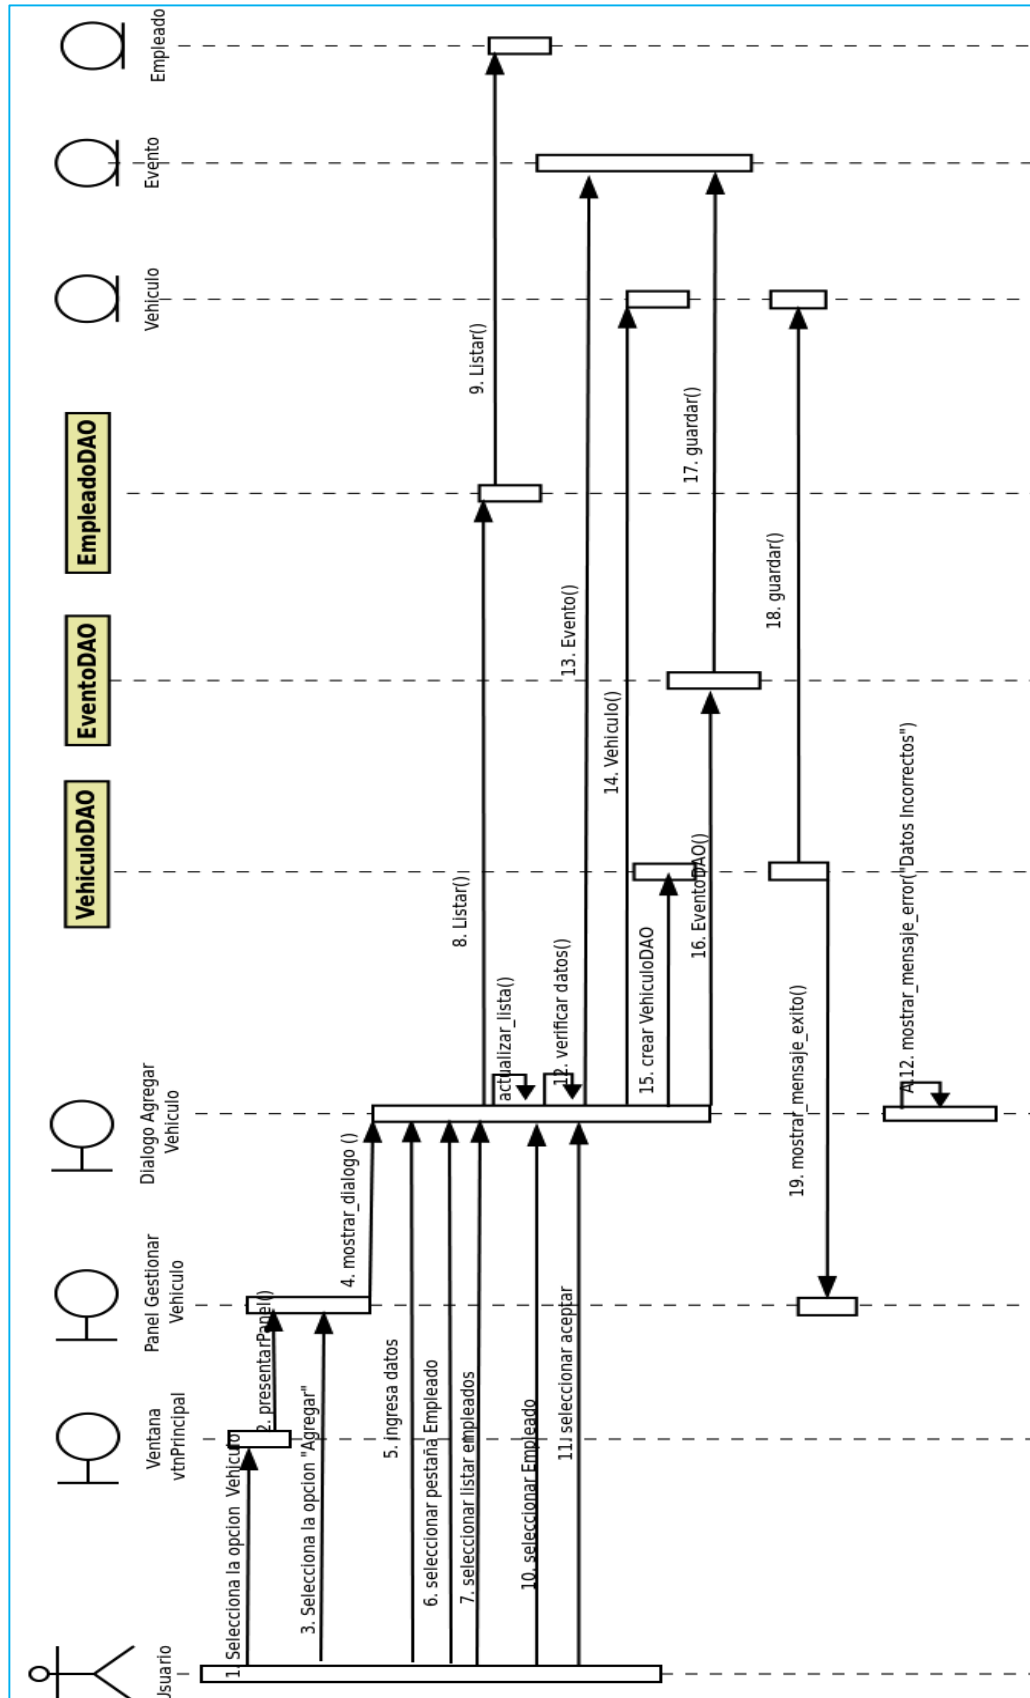 Usuario
Ventana
vtnPrincipal
Panel Gestionar
Vehiculo
Dialogo Agregar
Vehiculo
VehiculoDAO
EventoDAO
EmpleadoDAO
Vehiculo
Evento
Empleado
1. Selecciona la opcion Vehiculo
2. presentarPanel()
3. Selecciona la opcion "Agregar"
4. mostrar_dialogo ()
5. ingresa datos
6. seleccionar pestaña Empleado
7. seleccionar listar empleados
8. Listar()
9. Listar()
actualizar_lista()
10. seleccionar Empleado
11. seleccionar aceptar
12. verificar datos()
13. Evento()
14. Vehiculo()
15. crear VehiculoDAO
16. EventoDAO()
17. guardar()
18. guardar()
19. mostrar_mensaje_exito()
A.12. mostrar_mensaje_error("Datos Incorrectos")